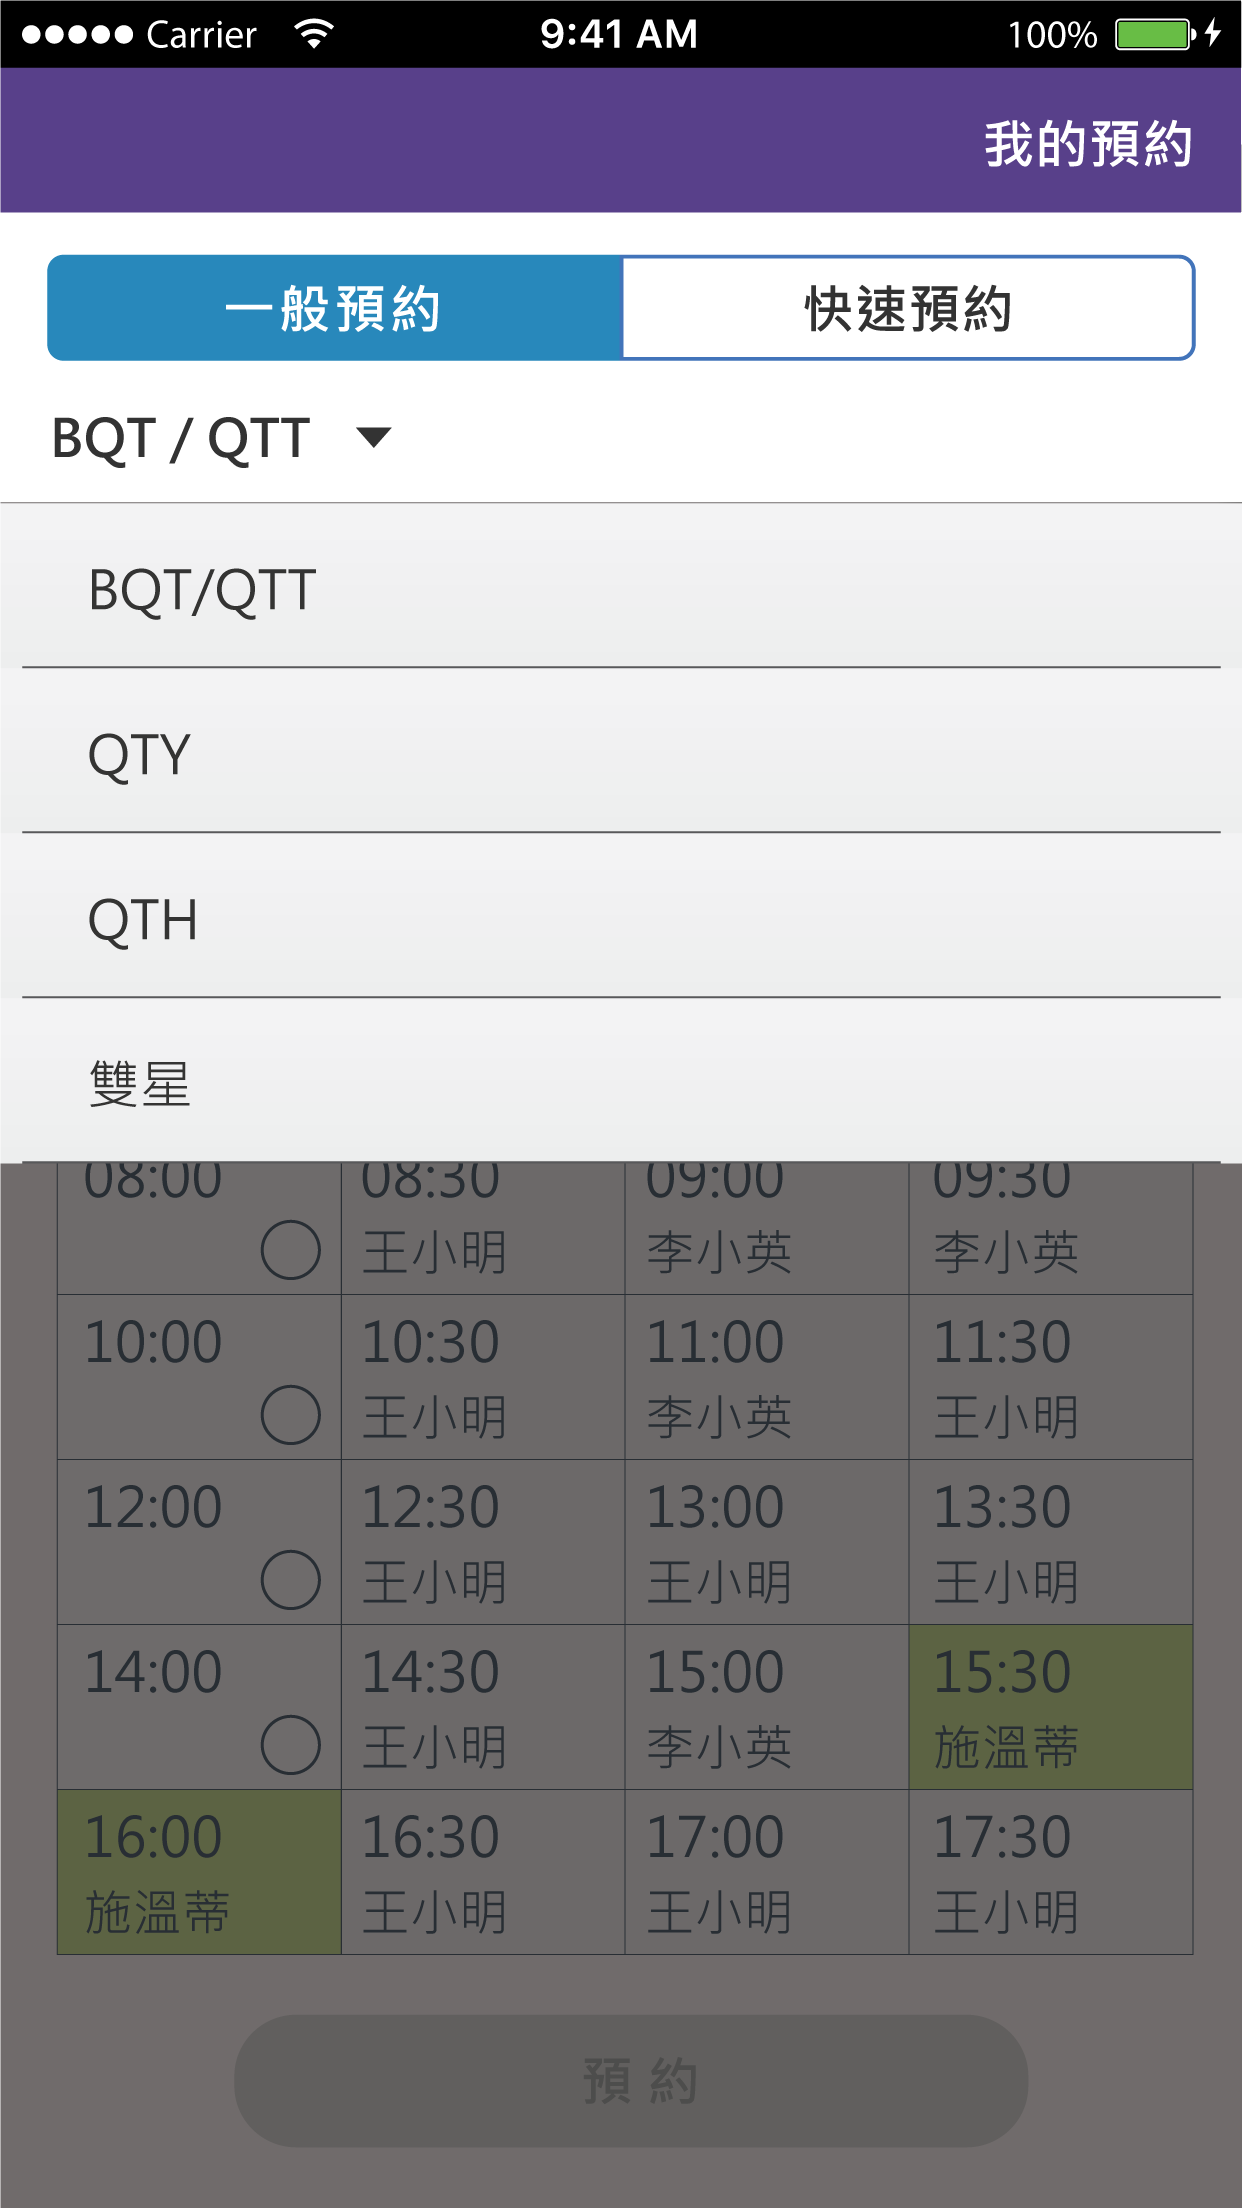 Carrier 9:41 AM 100%
我的預約
一般預約 快速預約
BQT / QTT
BQT/QTT
QTY
QTH
雙星
08:00 08:30 09:00 09:30
王小明 李小英 李小英
10:00 10:30 11:00 11:30
王小明 李小英 王小明
12:00 12:30 13:00 13:30
王小明 王小明 王小明
14:00 14:30 15:00 15:30
王小明 李小英 施溫蒂
16:00 16:30 17:00 17:30
施溫蒂 王小明 王小明 王小明
預 約